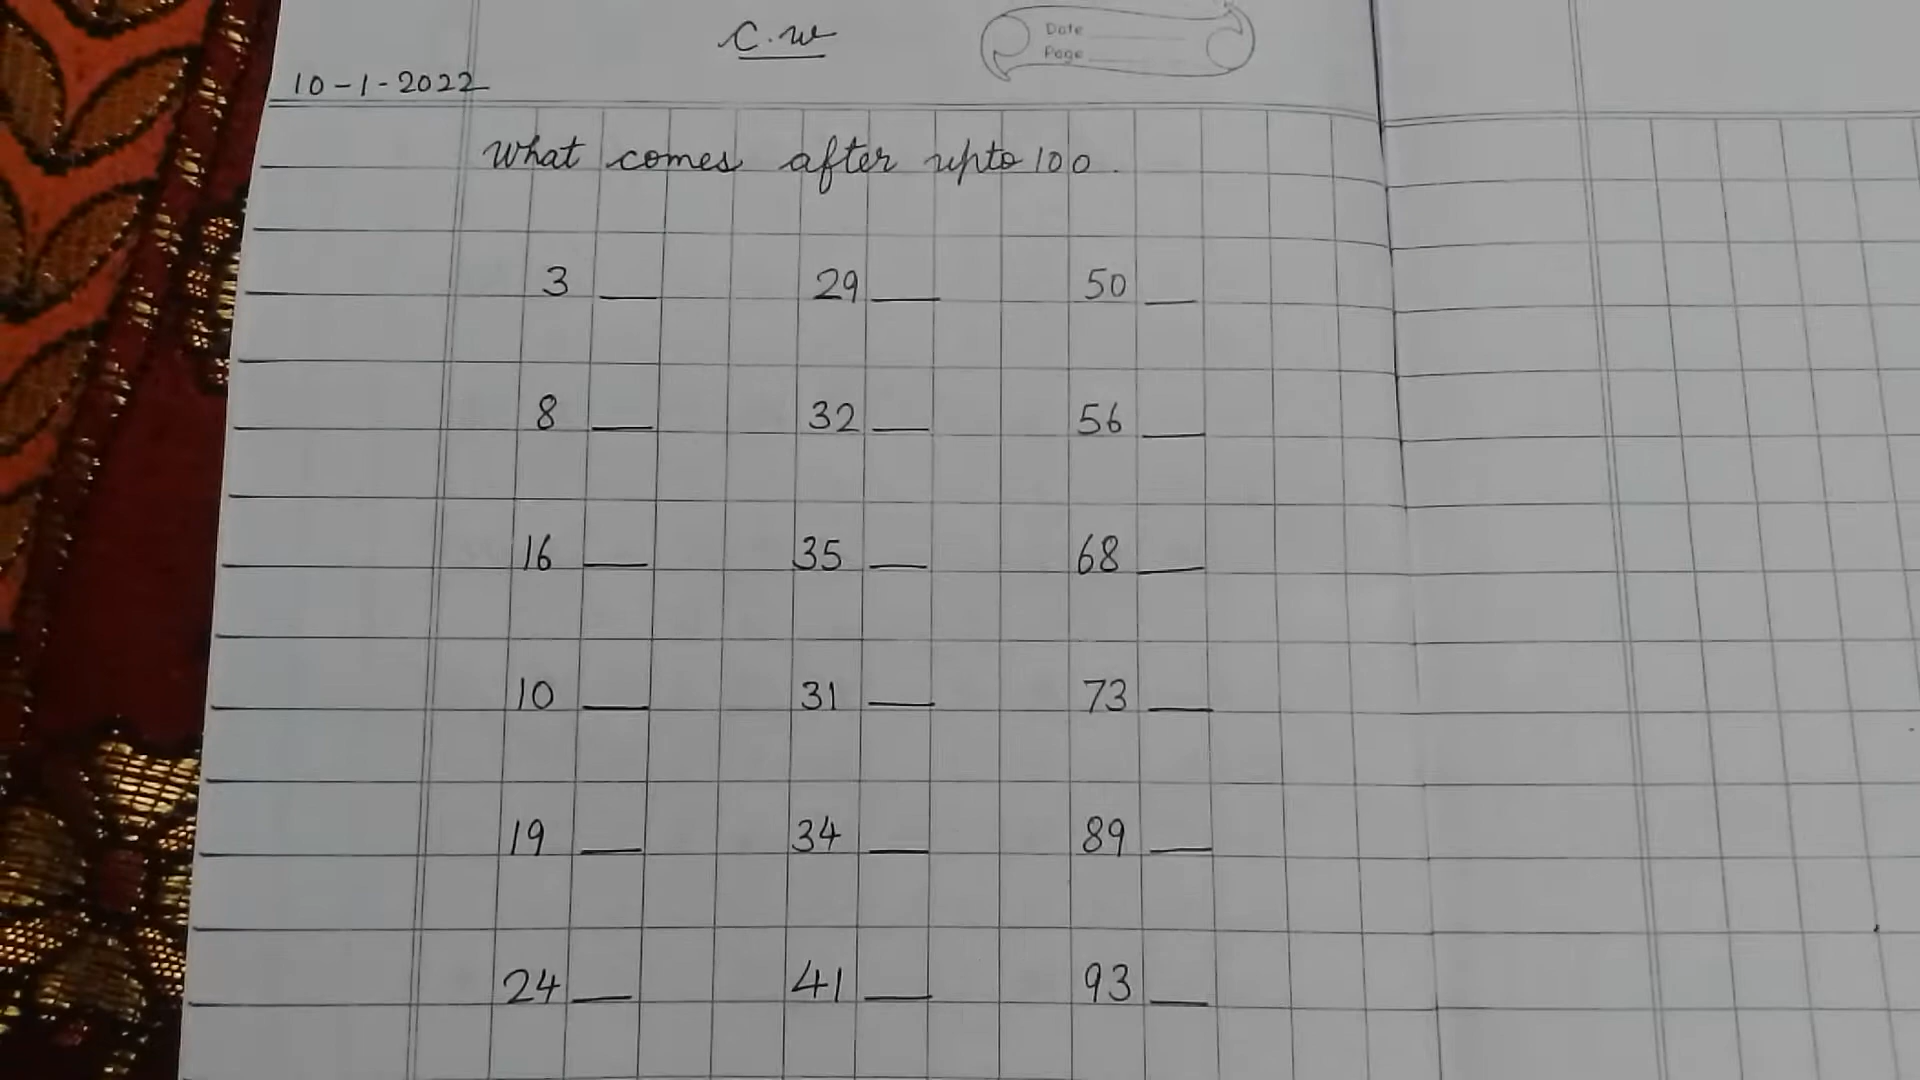 C.W
Date
Page
10-1-2022
What comes after upto 100.
3 __ 29 __ 50 __
8 __ 32 __ 56 __
16 __ 35 __ 68 __
10 __ 31 __ 73 __
19 __ 34 __ 89 __
24 __ 41 __ 93 __